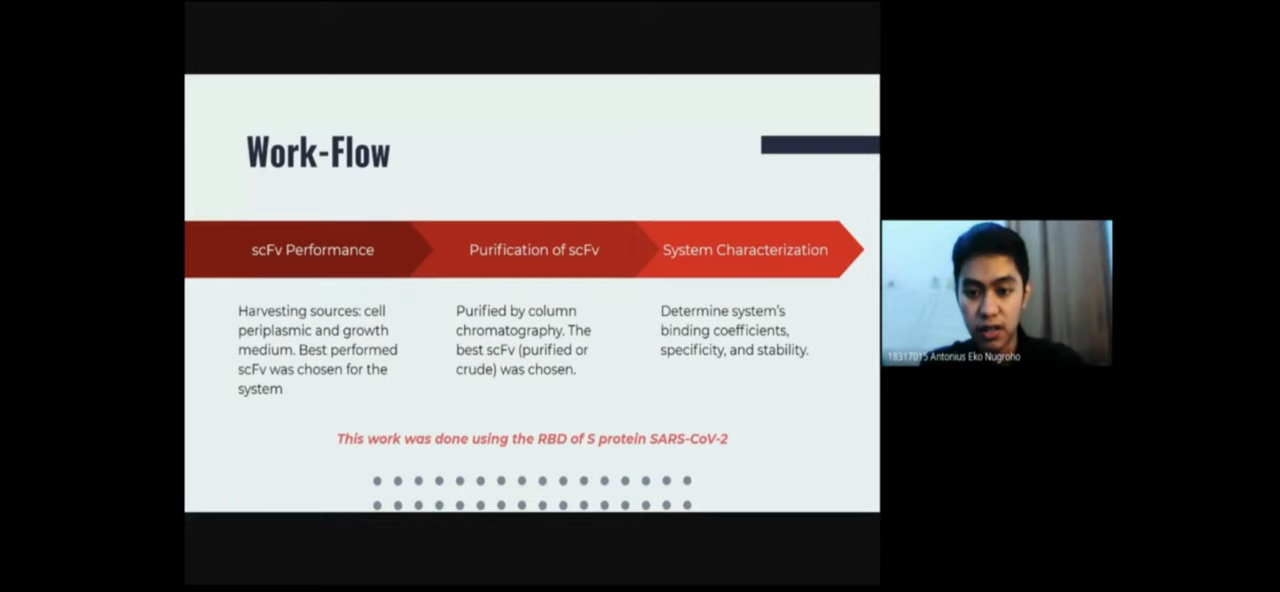 Work-Flow
scFv Performance
Purification of scFv
System Characterization
Harvesting sources: cell
periplasmic and growth
medium. Best performed
scFv was chosen for the
system
Purified by column
chromatography. The
best scFv (purified or
crude) was chosen.
Determine system's
binding coefficients,
specificity, and stability.
This work was done using the RBD of S protein SARS-CoV-2
18317015 Antonius Eko Nugroho